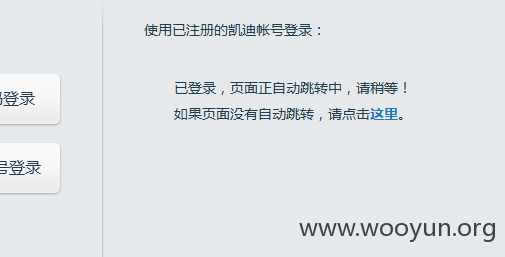 使用已注册的凯迪帐号登录：
已登录，页面正自动跳转中，请稍等！
如果页面没有自动跳转，请点击这里。
登录
号登录
www.wooyun.org